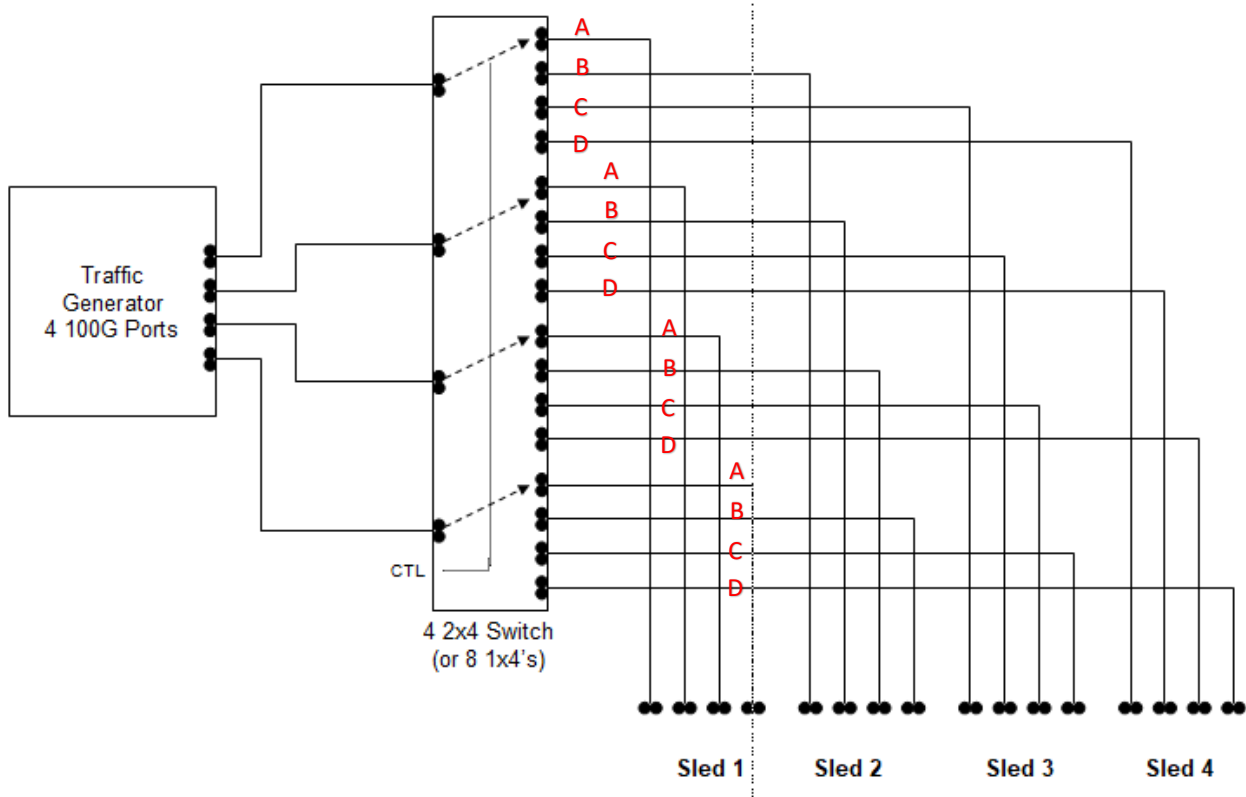 A
B
C
D
A
B
C
D
Traffic
Generator
4 100G Ports
A
B
C
D
A
B
C
D
CTL
4 2x4 Switch
(or 8 1x4's)
Sled 1
Sled 2
Sled 3
Sled 4